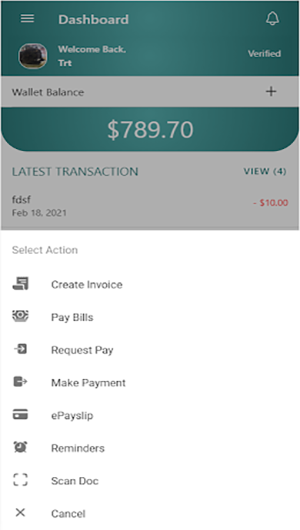 Dashboard
Welcome Back,
Trt
Verified
Wallet Balance
$789.70
LATEST TRANSACTION VIEW (4)
fdsf
- $10.00
Feb 18, 2021
Select Action
Create Invoice
Pay Bills
Request Pay
Make Payment
ePayslip
Reminders
Scan Doc
Cancel